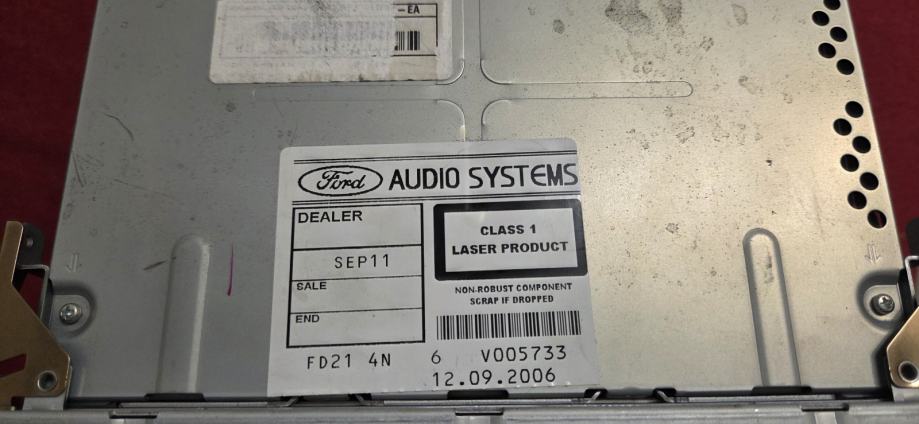 -EA
Ford AUDIO SYSTEMS
DEALER
SEP11
SALE
END
CLASS 1
LASER PRODUCT
NON-ROBUST COMPONENT
SCRAP IF DROPPED
FD21 4N 6 V005733
12.09.2006